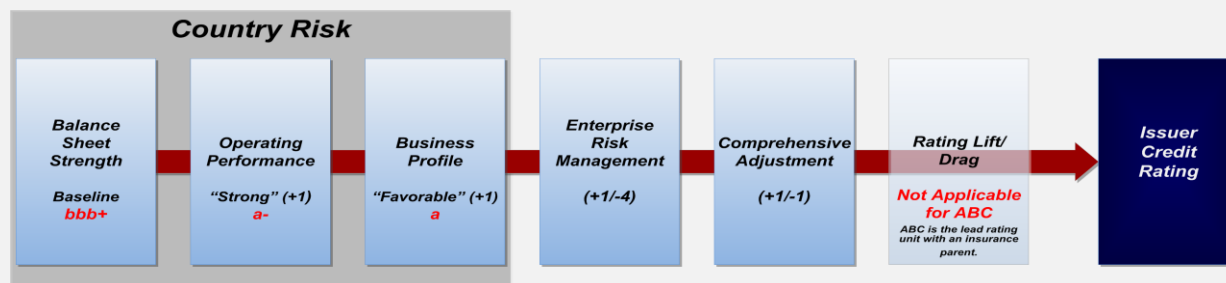 Country Risk
Balance
Sheet
Strength
Baseline
bbb+
Operating
Performance
“Strong” (+1)
a-
Business
Profile
“Favorable” (+1)
a
Enterprise
Risk
Management
(+1/-4)
Comprehensive
Adjustment
(+1/-1)
Rating Lift/
Drag
Not Applicable
for ABC
ABC is the lead rating
unit with an insurance
parent.
Issuer
Credit
Rating